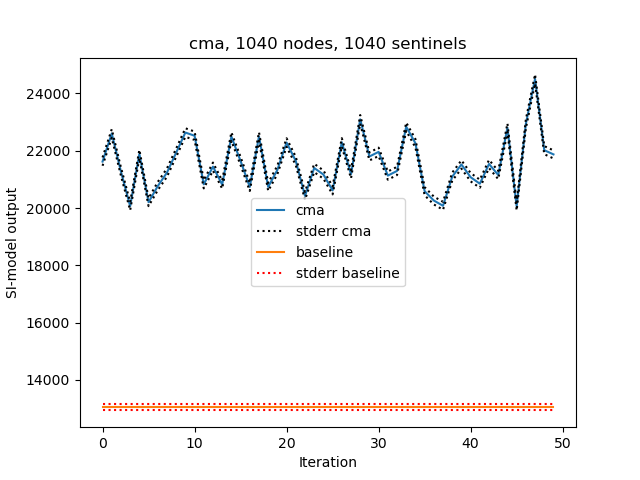 cma, 1040 nodes, 1040 sentinels
SI-model output
24000
22000
20000
18000
16000
14000
cma
stderr cma
baseline
stderr baseline
0 10 20 30 40 50
Iteration